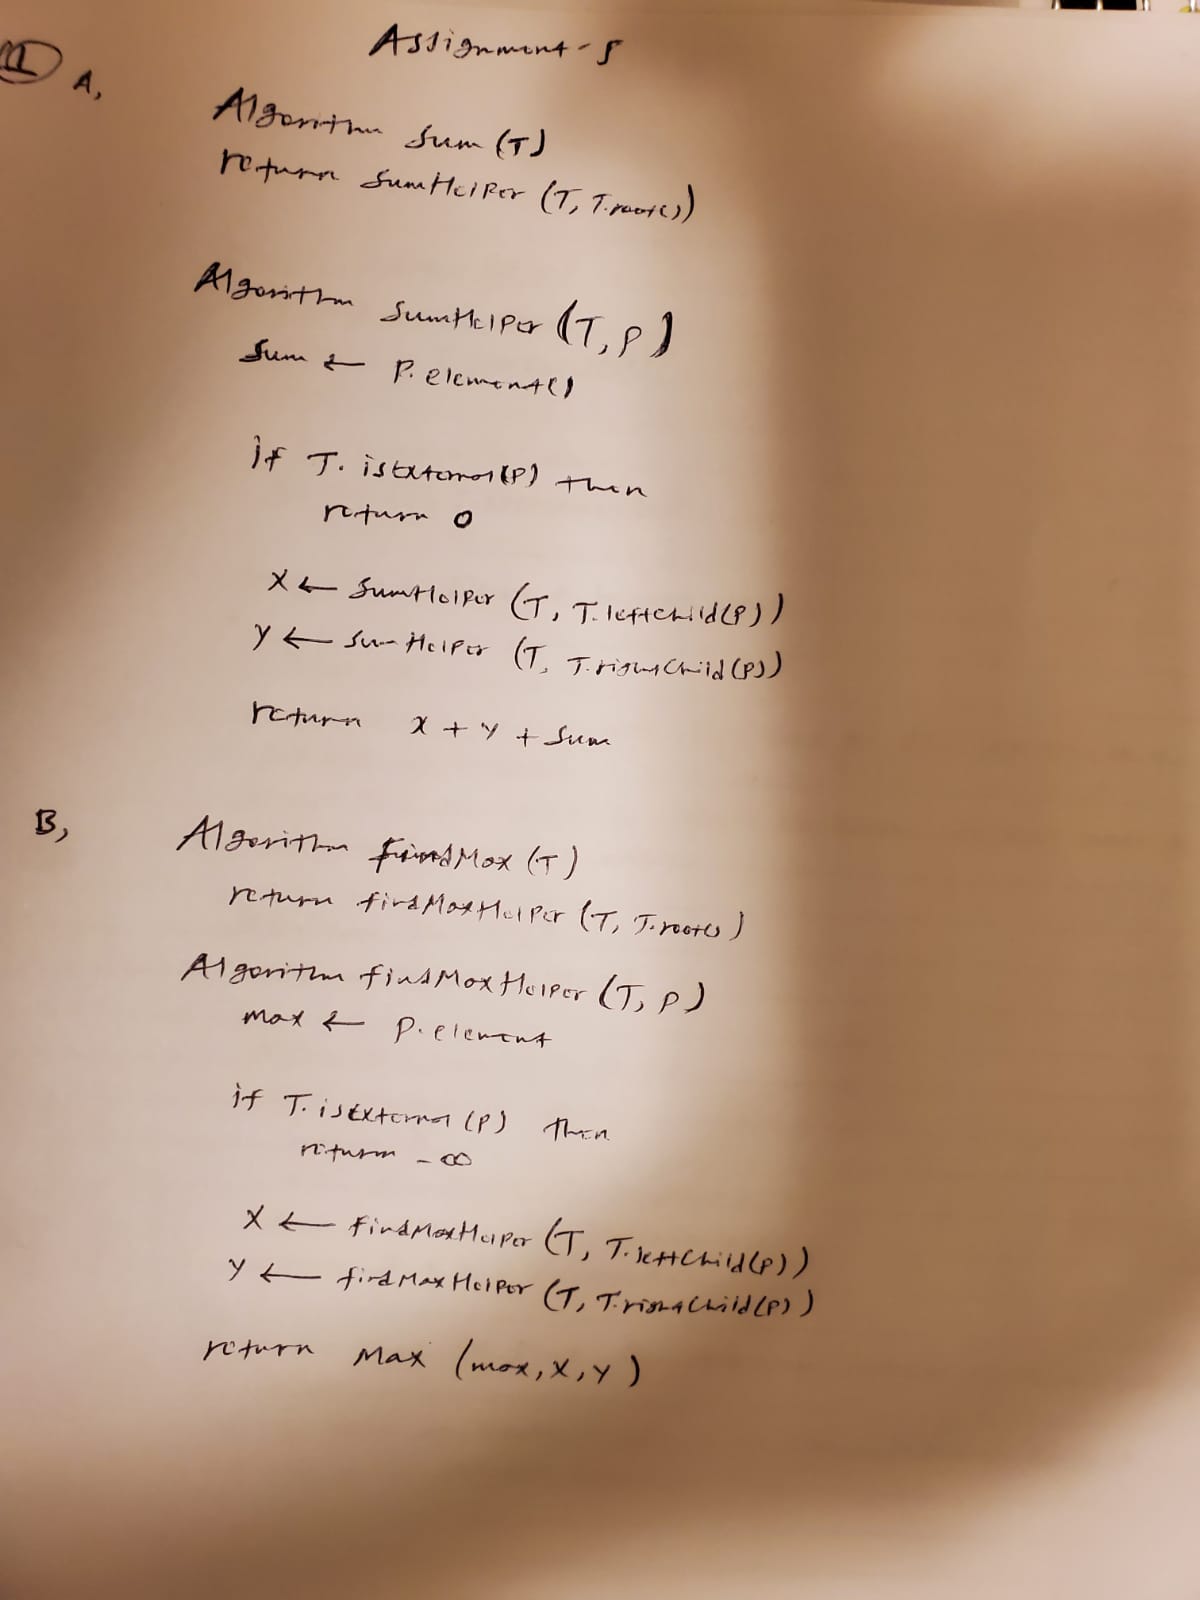 Assignment-5
1
A,
Algorithm Sum (T)
return SumHelper (T, T.root())
Algorithm SumHelper (T, P)
Sum ← P.element()
if T.isExternal(P) then
return 0
X ← SumHelper (T, T.leftChild(P))
Y ← SumHelper (T, T.rightChild(P))
return X + Y + Sum
B,
Algorithm findMax (T)
return findMaxHelper (T, T.root()
Algorithm findMaxHelper (T, P)
max ← P.element
if T.isExternal (P) then
return -∞
X ← findMaxHelper (T, T.leftChild(P))
Y ← findMaxHelper (T, T.rightChild(P))
return Max (max, X, Y)